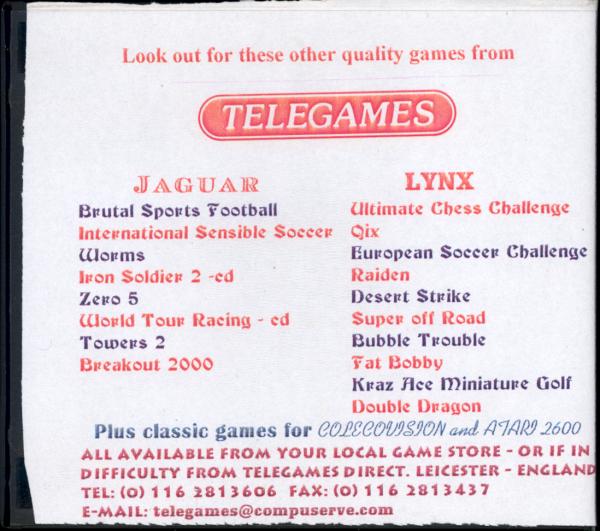 Look out for these other quality games from
TELEGAMES
JAGUAR
Brutal Sports Football
International Sensible Soccer
Worms
Iron Soldier 2 -cd
Zero 5
World Tour Racing - cd
Towers 2
Breakout 2000
LYNX
Ultimate Chess Challenge
Qix
European Soccer Challenge
Raiden
Desert Strike
Super off Road
Bubble Trouble
Fat Bobby
Kraz Ace Miniature Golf
Double Dragon
Plus classic games for COLECOVISION and ATARI 2600
ALL AVAILABLE FROM YOUR LOCAL GAME STORE - OR IF IN
DIFFICULTY FROM TELEGAMES DIRECT. LEICESTER - ENGLAND
TEL: (0) 116 2813606 FAX: (0) 116 2813437
E-MAIL: telegames@compuserve.com